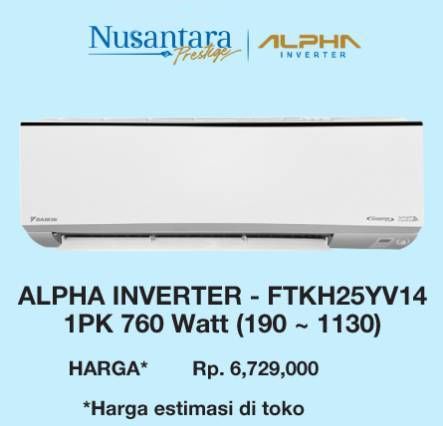 Nusantara
Prestige
ALPHA
INVERTER
DAIKIN
ALPHA INVERTER - FTKH25YV14
1PK 760 Watt (190 ~ 1130)
HARGA* Rp. 6,729,000
*Harga estimasi di toko